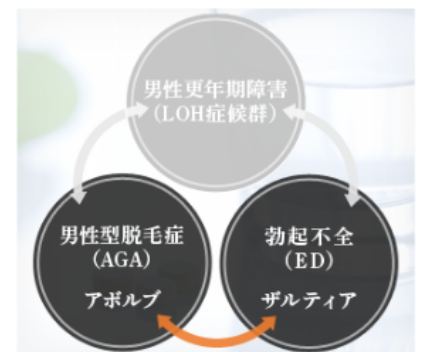 男性更年期障害
(LOH症候群)
男性型脱毛症
(AGA)
アボルブ
勃起不全
(ED)
ザルティア